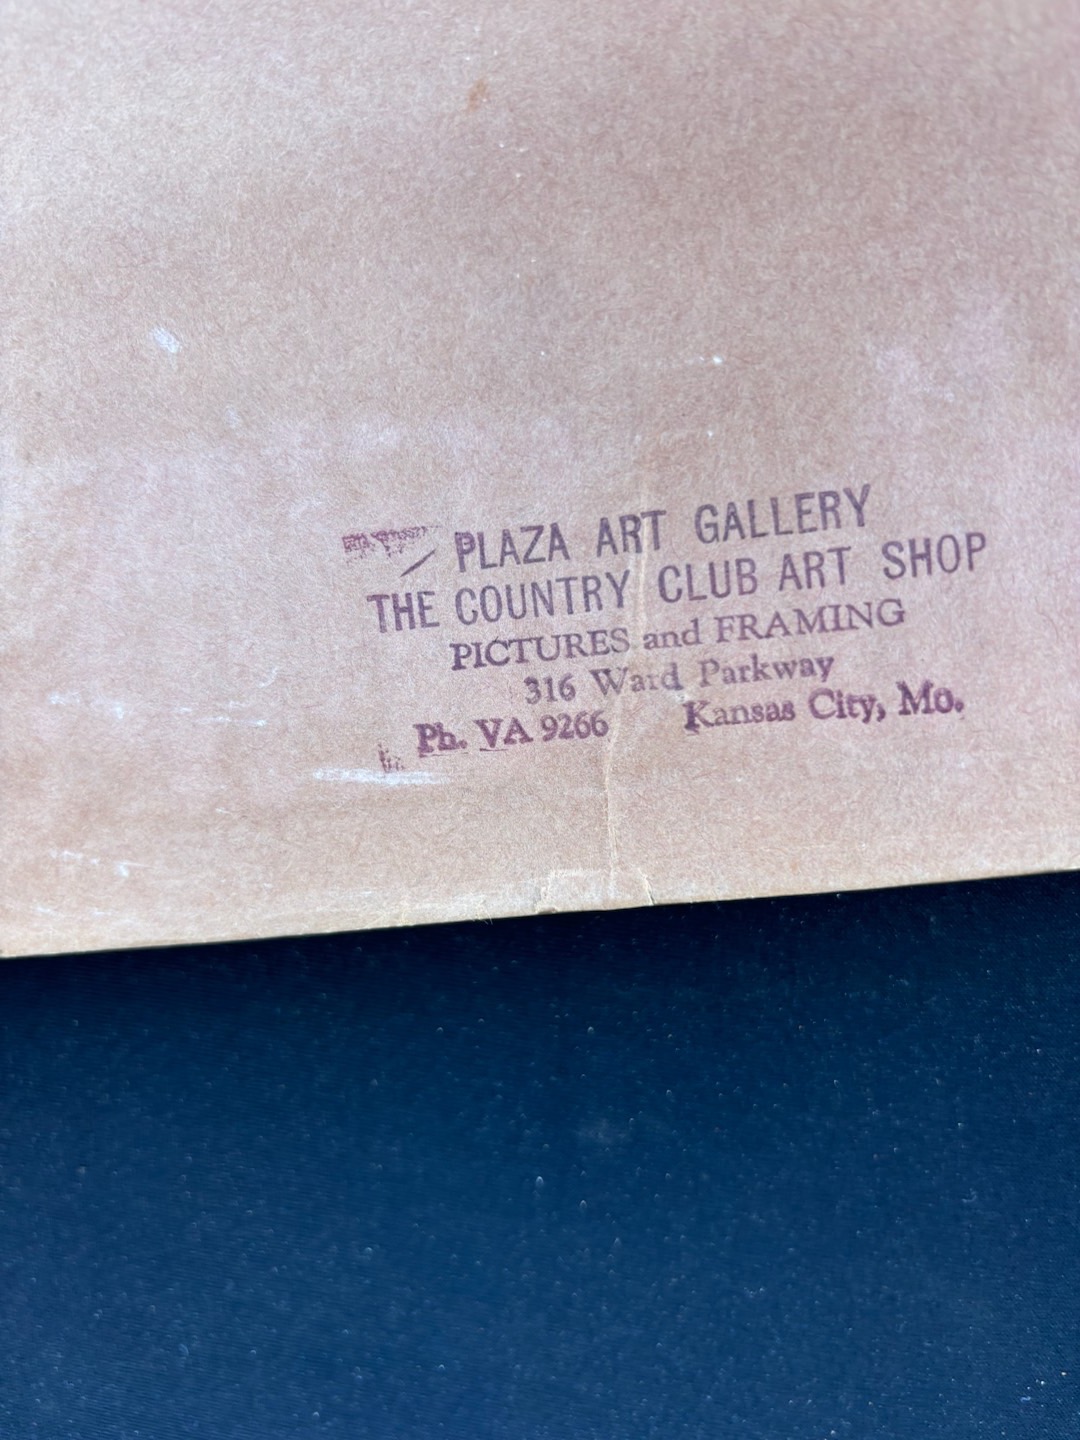 PLAZA ART GALLERY
THE COUNTRY CLUB ART SHOP
PICTURES and FRAMING
316 Ward Parkway
Ph. VA 9266 Kansas City, Mo.